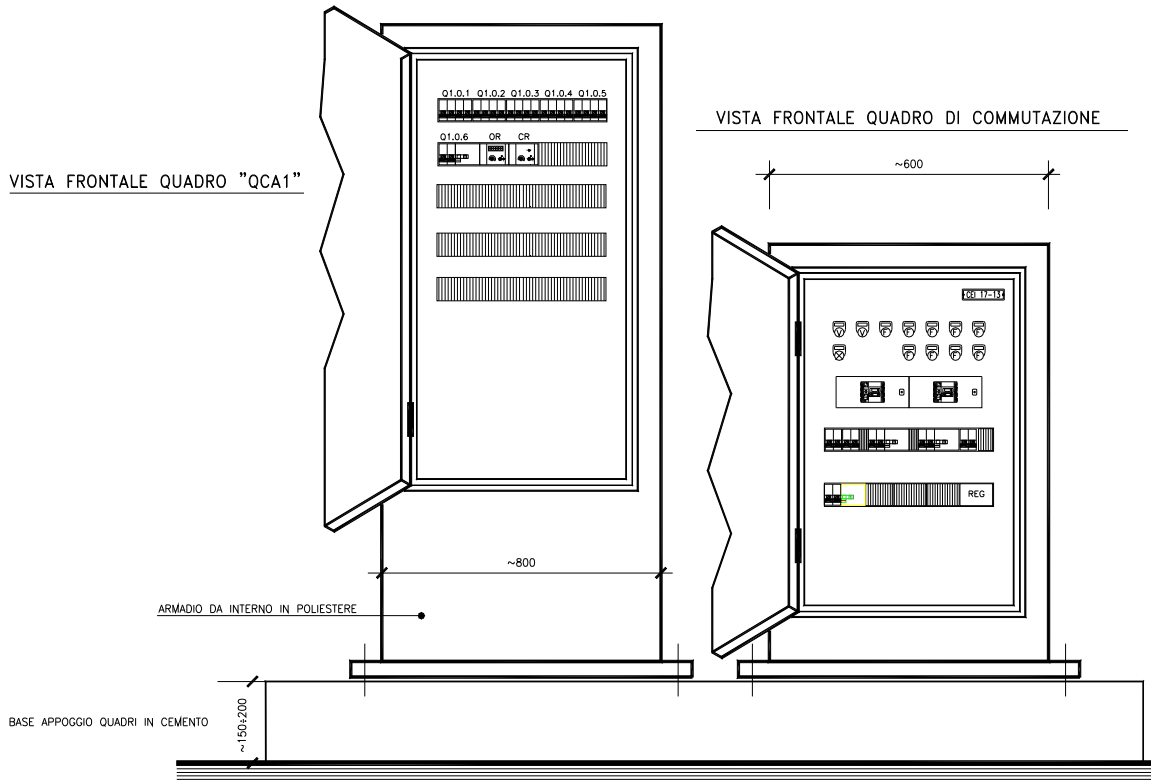 VISTA FRONTALE QUADRO "QCA1"
Q1.0.1 Q1.0.2 Q1.0.3 Q1.0.4 Q1.0.5
Q1.0.6 OR CR
~800
ARMADIO DA INTERNO IN POLIESTERE
BASE APPOGGIO QUADRI IN CEMENTO
~150÷200
VISTA FRONTALE QUADRO DI COMMUTAZIONE
~600
CEI 17-13
V V F F F F F
F F F F
REG